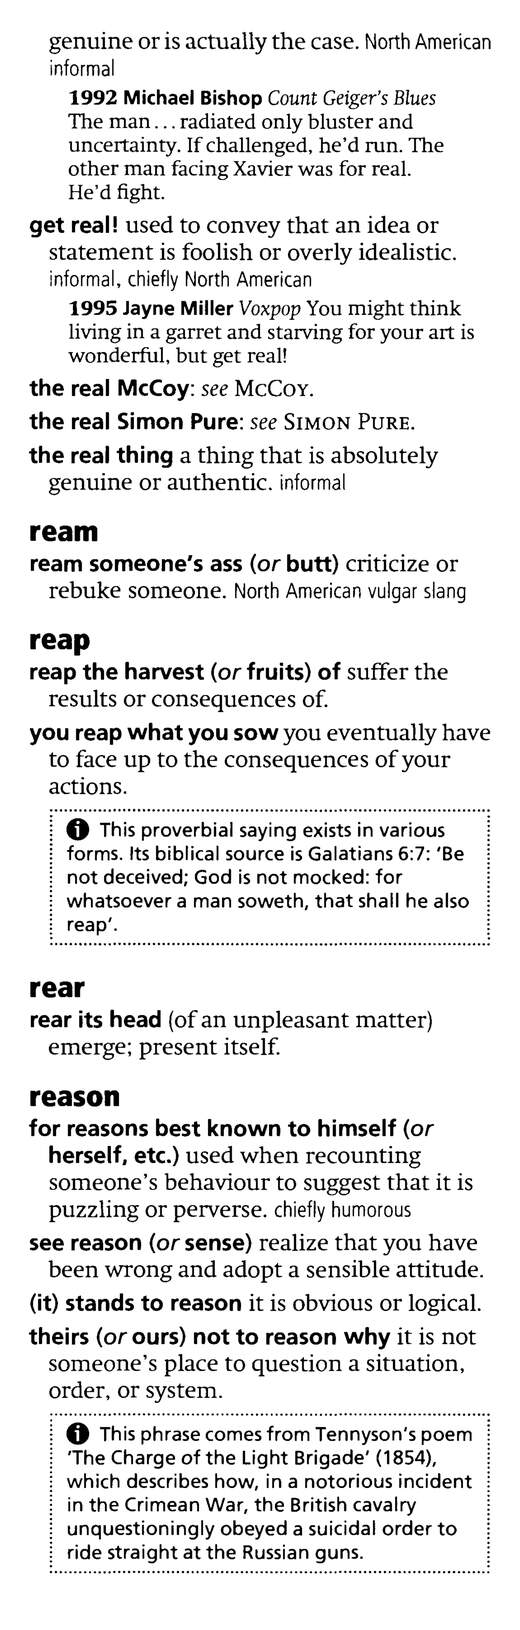 genuine or is actually the case. North American
informal
1992 Michael Bishop Count Geiger's Blues
The man... radiated only bluster and
uncertainty. If challenged, he'd run. The
other man facing Xavier was for real.
He'd fight.
get real! used to convey that an idea or
statement is foolish or overly idealistic.
informal, chiefly North American
1995 Jayne Miller Voxpop You might think
living in a garret and starving for your art is
wonderful, but get real!
the real McCoy: see McCoy.
the real Simon Pure: see Simon Pure.
the real thing a thing that is absolutely
genuine or authentic. informal
ream
ream someone's ass (or butt) criticize or
rebuke someone. North American vulgar slang
reap
reap the harvest (or fruits) of suffer the
results or consequences of.
you reap what you sow you eventually have
to face up to the consequences of your
actions.
This proverbial saying exists in various
forms. Its biblical source is Galatians 6:7: 'Be
not deceived; God is not mocked: for
whatsoever a man soweth, that shall he also
reap'.
rear
rear its head (of an unpleasant matter)
emerge; present itself.
reason
for reasons best known to himself (or
herself, etc.) used when recounting
someone's behaviour to suggest that it is
puzzling or perverse. chiefly humorous
see reason (or sense) realize that you have
been wrong and adopt a sensible attitude.
(it) stands to reason it is obvious or logical.
theirs (or ours) not to reason why it is not
someone's place to question a situation,
order, or system.
This phrase comes from Tennyson's poem
'The Charge of the Light Brigade' (1854),
which describes how, in a notorious incident
in the Crimean War, the British cavalry
unquestioningly obeyed a suicidal order to
ride straight at the Russian guns.